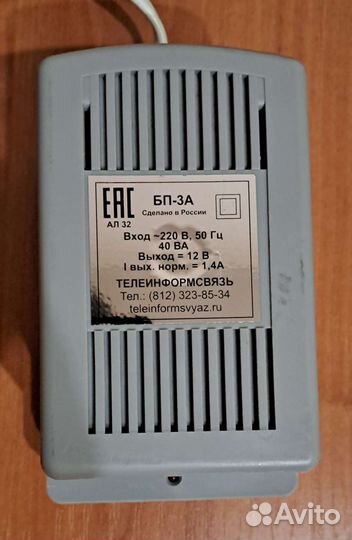 EAC
АЛ 32
БП-3А
Сделано в России
Вход ~220 В, 50 Гц
40 ВА
Выход = 12 В
I вых. норм. = 1,4А
ТЕЛЕИНФОРМСВЯЗЬ
Тел.: (812) 323-85-34
teleinformsvyaz.ru
Avito